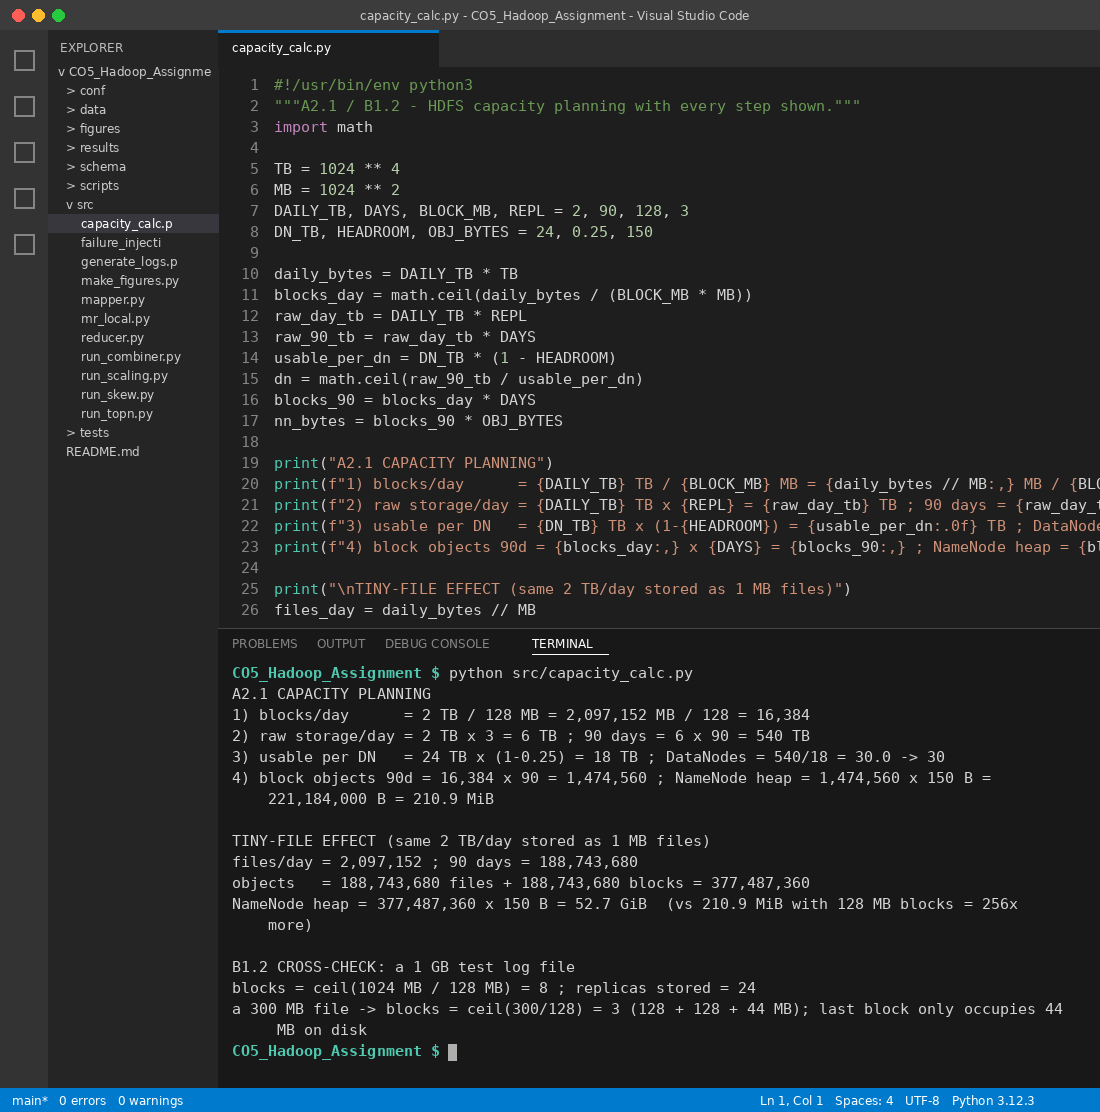 capacity_calc.py - CO5_Hadoop_Assignment - Visual Studio Code
EXPLORER
v CO5_Hadoop_Assignme
> conf
> data
> figures
> results
> schema
> scripts
v src
capacity_calc.p
failure_injecti
generate_logs.p
make_figures.py
mapper.py
mr_local.py
reducer.py
run_combiner.py
run_scaling.py
run_skew.py
run_topn.py
> tests
README.md
capacity_calc.py
1 #!/usr/bin/env python3
2 """A2.1 / B1.2 - HDFS capacity planning with every step shown."""
3 import math
4
5 TB = 1024 ** 4
6 MB = 1024 ** 2
7 DAILY_TB, DAYS, BLOCK_MB, REPL = 2, 90, 128, 3
8 DN_TB, HEADROOM, OBJ_BYTES = 24, 0.25, 150
9
10 daily_bytes = DAILY_TB * TB
11 blocks_day = math.ceil(daily_bytes / (BLOCK_MB * MB))
12 raw_day_tb = DAILY_TB * REPL
13 raw_90_tb = raw_day_tb * DAYS
14 usable_per_dn = DN_TB * (1 - HEADROOM)
15 dn = math.ceil(raw_90_tb / usable_per_dn)
16 blocks_90 = blocks_day * DAYS
17 nn_bytes = blocks_90 * OBJ_BYTES
18
19 print("A2.1 CAPACITY PLANNING")
20 print(f"1) blocks/day      = {DAILY_TB} TB / {BLOCK_MB} MB = {daily_bytes // MB:,} MB / {BLO
21 print(f"2) raw storage/day = {DAILY_TB} TB x {REPL} = {raw_day_tb} TB ; 90 days = {raw_day_t
22 print(f"3) usable per DN   = {DN_TB} TB x (1-{HEADROOM}) = {usable_per_dn:.0f} TB ; DataNode
23 print(f"4) block objects 90d = {blocks_day:,} x {DAYS} = {blocks_90:,} ; NameNode heap = {bl
24
25 print("\nTINY-FILE EFFECT (same 2 TB/day stored as 1 MB files)")
26 files_day = daily_bytes // MB
PROBLEMS OUTPUT DEBUG CONSOLE TERMINAL
CO5_Hadoop_Assignment $ python src/capacity_calc.py
A2.1 CAPACITY PLANNING
1) blocks/day      = 2 TB / 128 MB = 2,097,152 MB / 128 = 16,384
2) raw storage/day = 2 TB x 3 = 6 TB ; 90 days = 6 x 90 = 540 TB
3) usable per DN   = 24 TB x (1-0.25) = 18 TB ; DataNodes = 540/18 = 30.0 -> 30
4) block objects 90d = 16,384 x 90 = 1,474,560 ; NameNode heap = 1,474,560 x 150 B =
221,184,000 B = 210.9 MiB
TINY-FILE EFFECT (same 2 TB/day stored as 1 MB files)
files/day = 2,097,152 ; 90 days = 188,743,680
objects   = 188,743,680 files + 188,743,680 blocks = 377,487,360
NameNode heap = 377,487,360 x 150 B = 52.7 GiB  (vs 210.9 MiB with 128 MB blocks = 256x
more)
B1.2 CROSS-CHECK: a 1 GB test log file
blocks = ceil(1024 MB / 128 MB) = 8 ; replicas stored = 24
a 300 MB file -> blocks = ceil(300/128) = 3 (128 + 128 + 44 MB); last block only occupies 44
MB on disk
CO5_Hadoop_Assignment $
main* 0 errors 0 warnings Ln 1, Col 1 Spaces: 4 UTF-8 Python 3.12.3